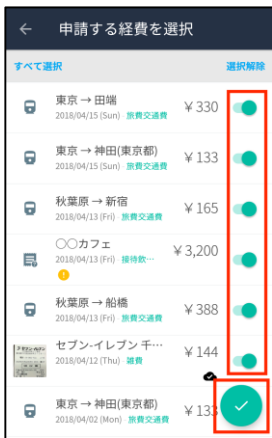 申請する経費を選択
すべて選択 選択解除
東京 → 田端 ¥330
2018/04/15 (Sun)· 旅費交通費
東京 → 神田(東京都) ¥133
2018/04/15 (Sun)· 旅費交通費
秋葉原 → 新宿 ¥165
2018/04/13 (Fri)· 旅費交通費
○○カフェ ¥3,200
2018/04/13 (Fri)· 接待飲…
秋葉原 → 船橋 ¥388
2018/04/13 (Fri)· 旅費交通費
セブン-イレブン 千… ¥144
2018/04/12 (Thu)· 雑費
東京 → 神田(東京都) ¥133
2018/04/02 (Mon)· 旅費交通費